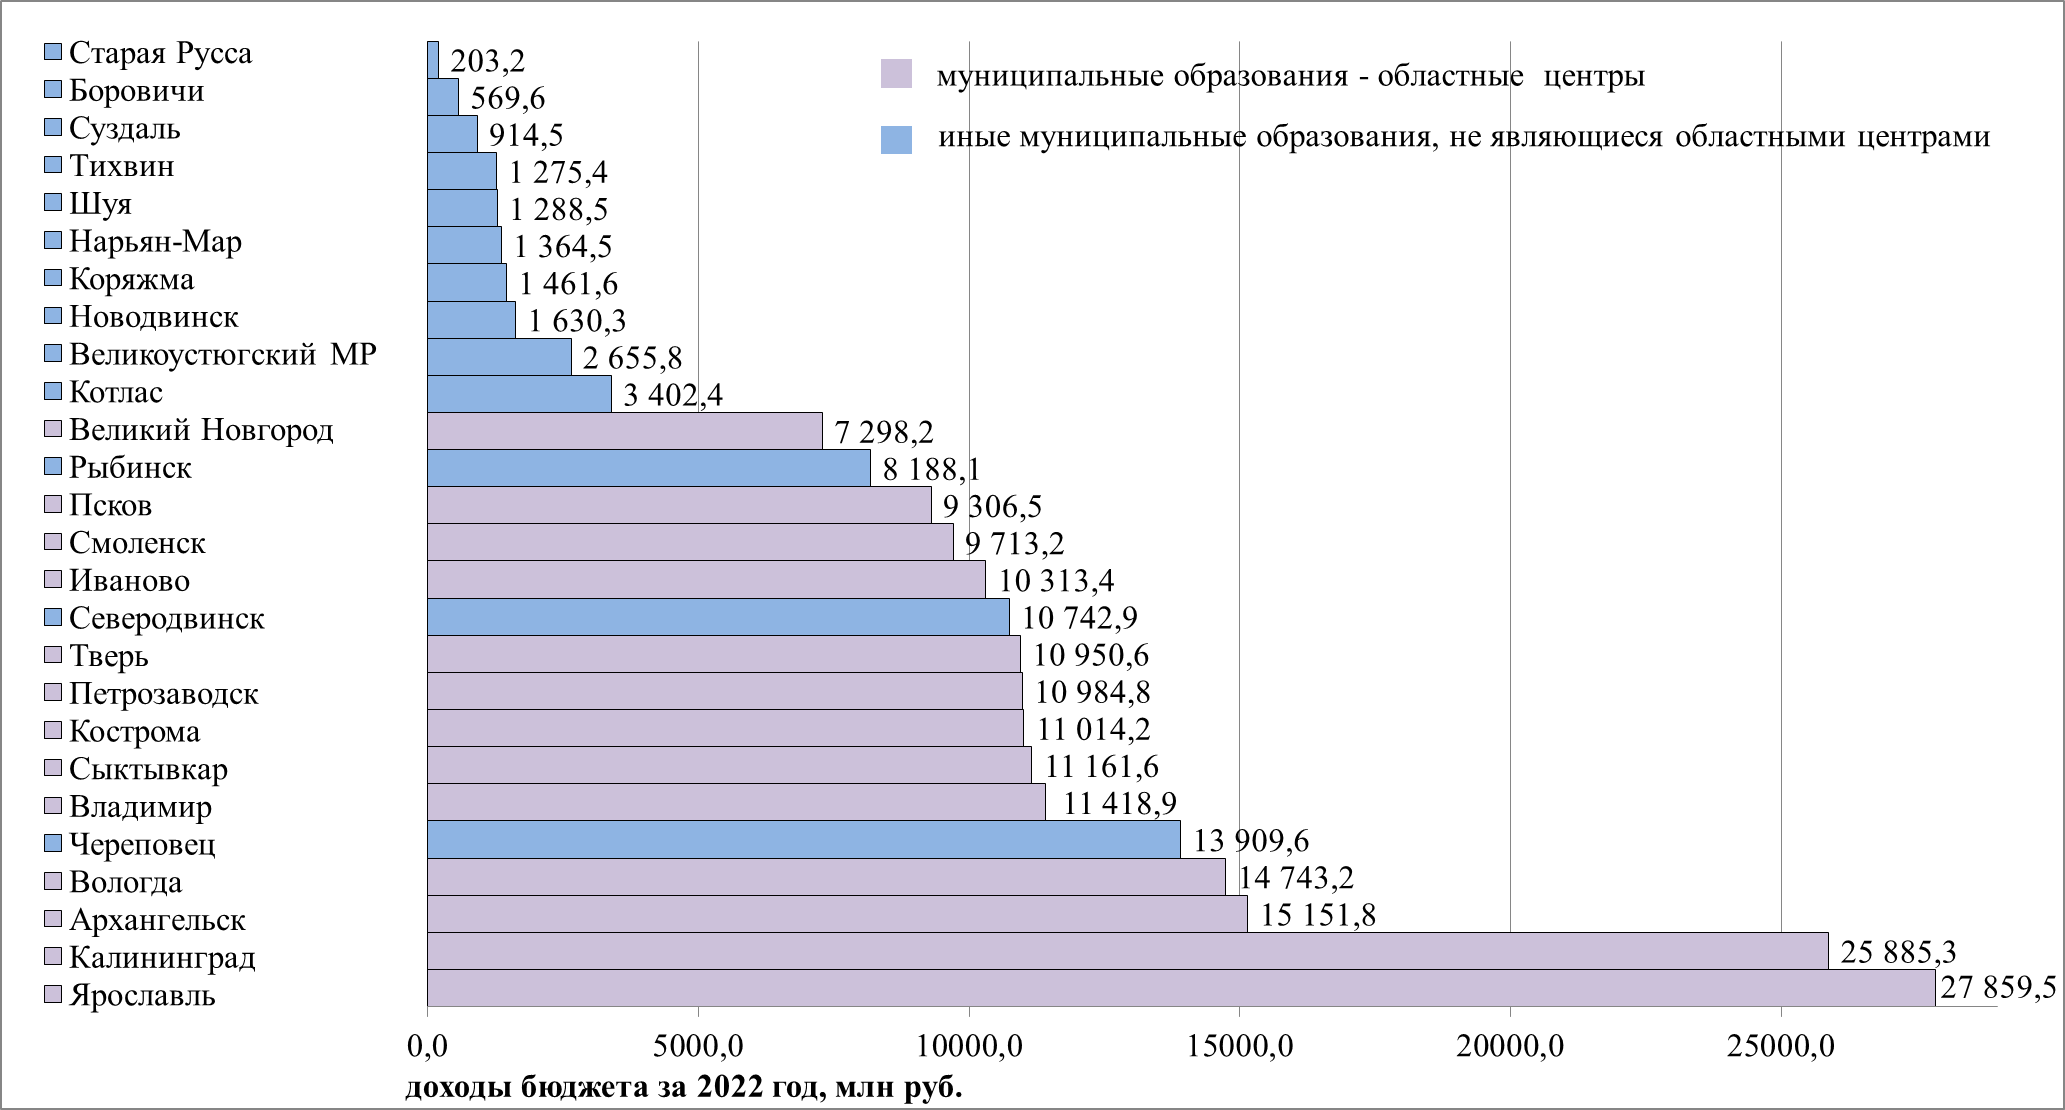 Старая Русса 203,2
муниципальные образования - областные центры
Боровичи 569,6
Суздаль 914,5
иные муниципальные образования, не являющиеся областными центрами
Тихвин 1 275,4
Шуя 1 288,5
Нарьян-Мар 1 364,5
Коряжма 1 461,6
Новодвинск 1 630,3
Великоустюгский МР 2 655,8
Котлас 3 402,4
Великий Новгород 7 298,2
Рыбинск 8 188,1
Псков 9 306,5
Смоленск 9 713,2
Иваново 10 313,4
Северодвинск 10 742,9
Тверь 10 950,6
Петрозаводск 10 984,8
Кострома 11 014,2
Сыктывкар 11 161,6
Владимир 11 418,9
Череповец 13 909,6
Вологда 14 743,2
Архангельск 15 151,8
Калининград 25 885,3
Ярославль 27 859,5
0,0 5000,0 10000,0 15000,0 20000,0 25000,0
доходы бюджета за 2022 год, млн руб.